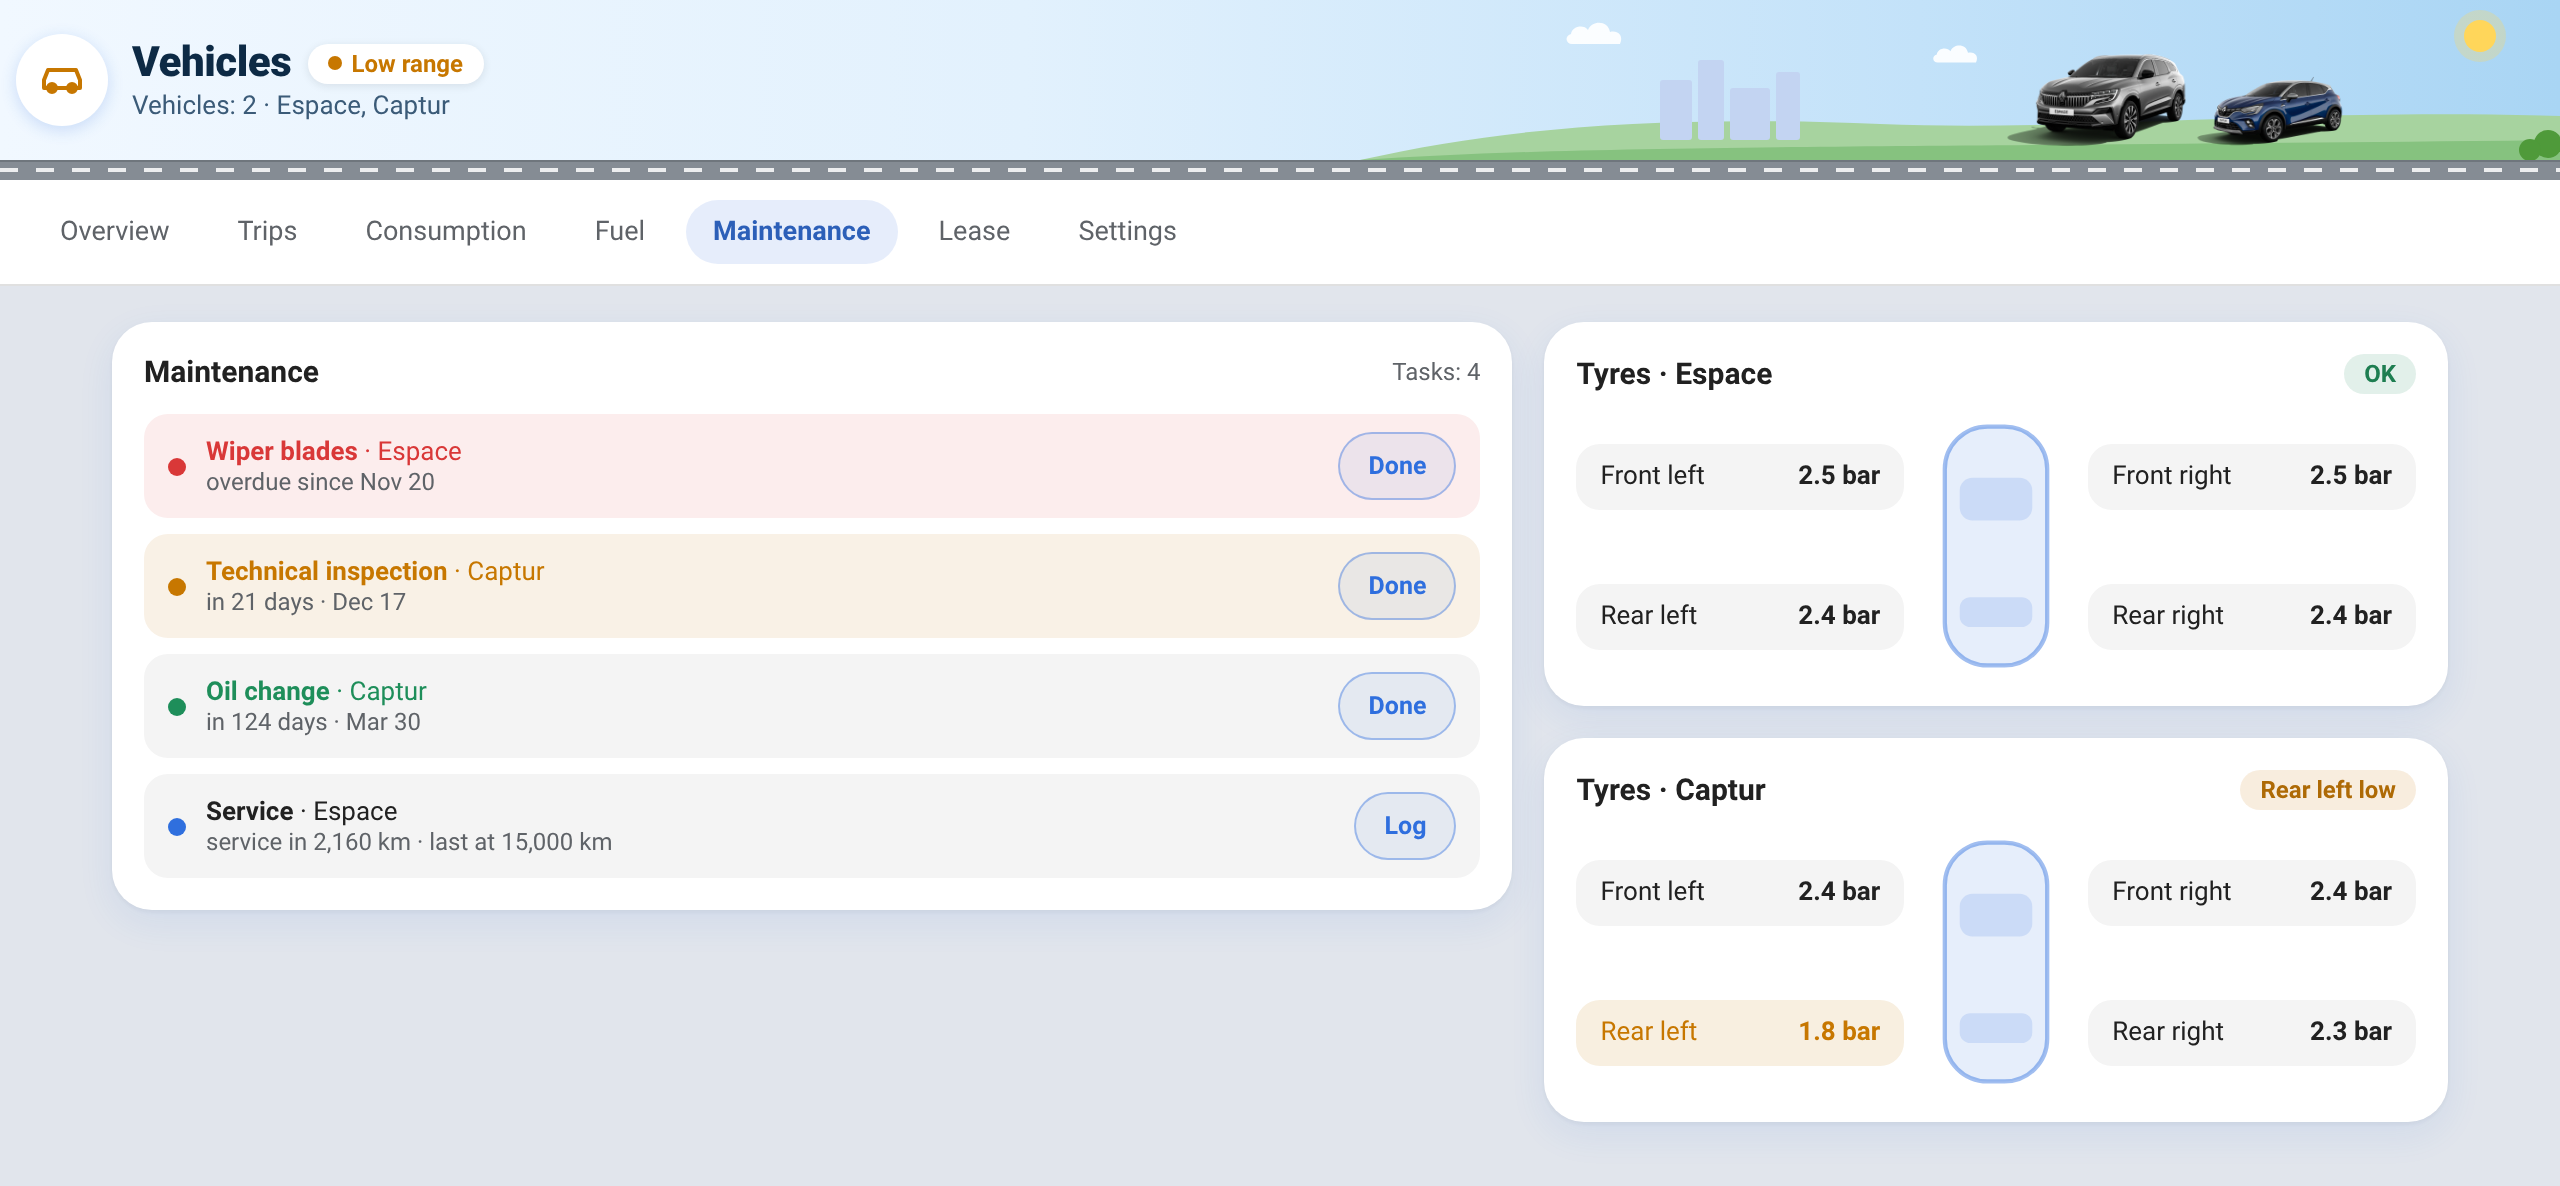 Vehicles
Low range
Vehicles: 2 · Espace, Captur
Overview
Trips
Consumption
Fuel
Maintenance
Lease
Settings
Maintenance
Tasks: 4
Wiper blades · Espace
overdue since Nov 20
Done
Technical inspection · Captur
in 21 days · Dec 17
Done
Oil change · Captur
in 124 days · Mar 30
Done
Service · Espace
service in 2,160 km · last at 15,000 km
Log
Tyres · Espace
OK
Front left 2.5 bar
Front right 2.5 bar
Rear left 2.4 bar
Rear right 2.4 bar
Tyres · Captur
Rear left low
Front left 2.4 bar
Front right 2.4 bar
Rear left 1.8 bar
Rear right 2.3 bar